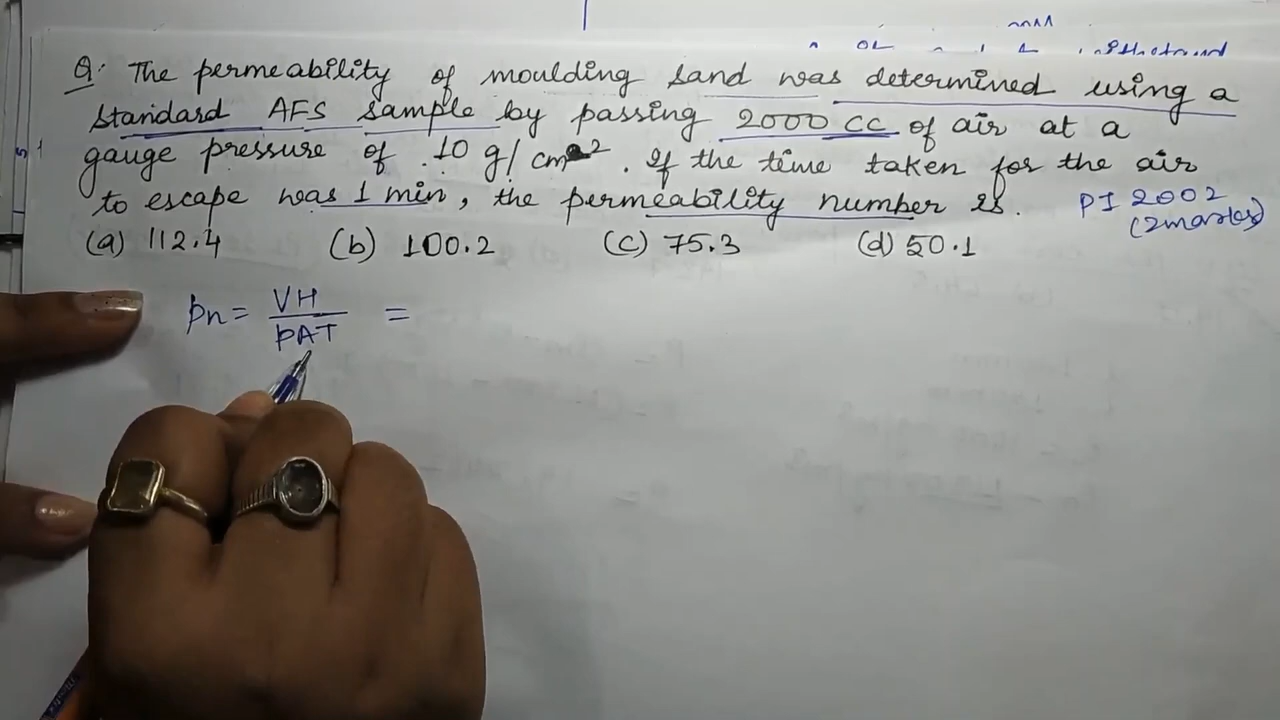 Q: The permeability of moulding sand was determined using a
standard AFS sample by passing 2000 CC of air at a
gauge pressure of 10 g/cm². If the time taken for the air
to escape was 1 min, the permeability number is.
PI 2002
(2marks)
(a) 112.4 (b) 100.2 (c) 75.3 (d) 50.1
pn = VH / PAT =